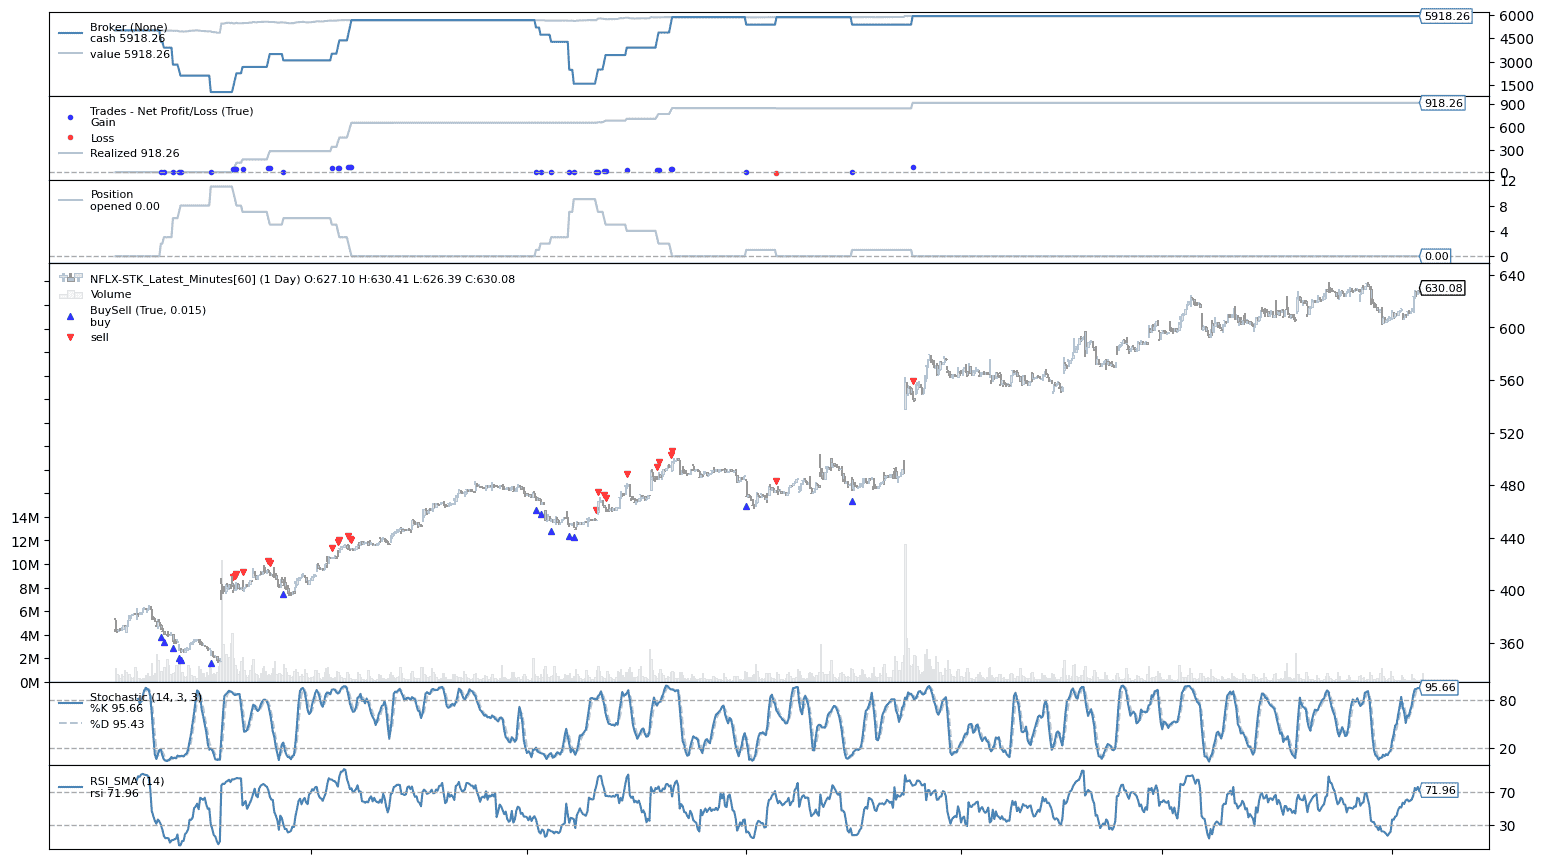 Broker (None)
cash 5918.26
value 5918.26
5918.26
6000
4500
3000
1500
Trades - Net Profit/Loss (True)
Gain
Loss
Realized 918.26
918.26
900
600
300
0
Position
opened 0.00
12
8
4
0
0.00
NFLX-STK_Latest_Minutes[60] (1 Day) O:627.10 H:630.41 L:626.39 C:630.08
Volume
BuySell (True, 0.015)
buy
sell
630.08
640
600
560
520
480
440
400
360
14M
12M
10M
8M
6M
4M
2M
0M
Stochastic (14, 3, 3)
%K 95.66
%D 95.43
95.66
80
20
RSI_SMA (14)
rsi 71.96
71.96
70
30